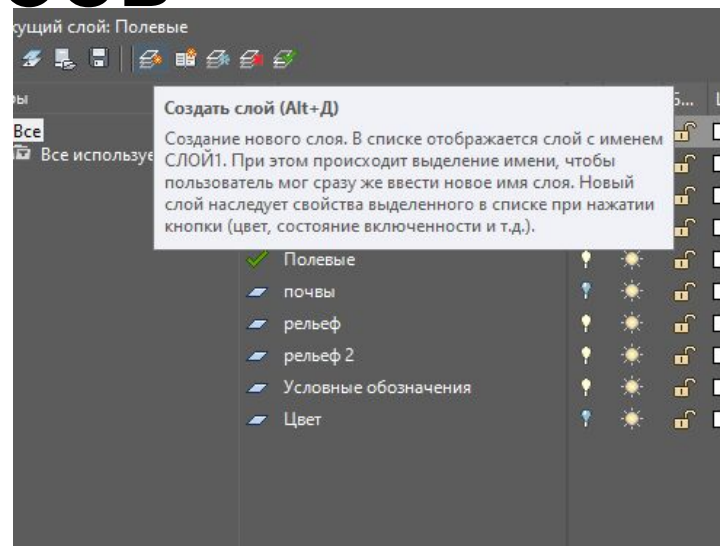 кущий слой: Полевые
ры
Б...
Создать слой (Alt+Д)
Создание нового слоя. В списке отображается слой с именем
СЛОЙ1. При этом происходит выделение имени, чтобы
пользователь мог сразу же ввести новое имя слоя. Новый
слой наследует свойства выделенного в списке при нажатии
кнопки (цвет, состояние включенности и т.д.).
Все
Все используе
Полевые
почвы
рельеф
рельеф 2
Условные обозначения
Цвет